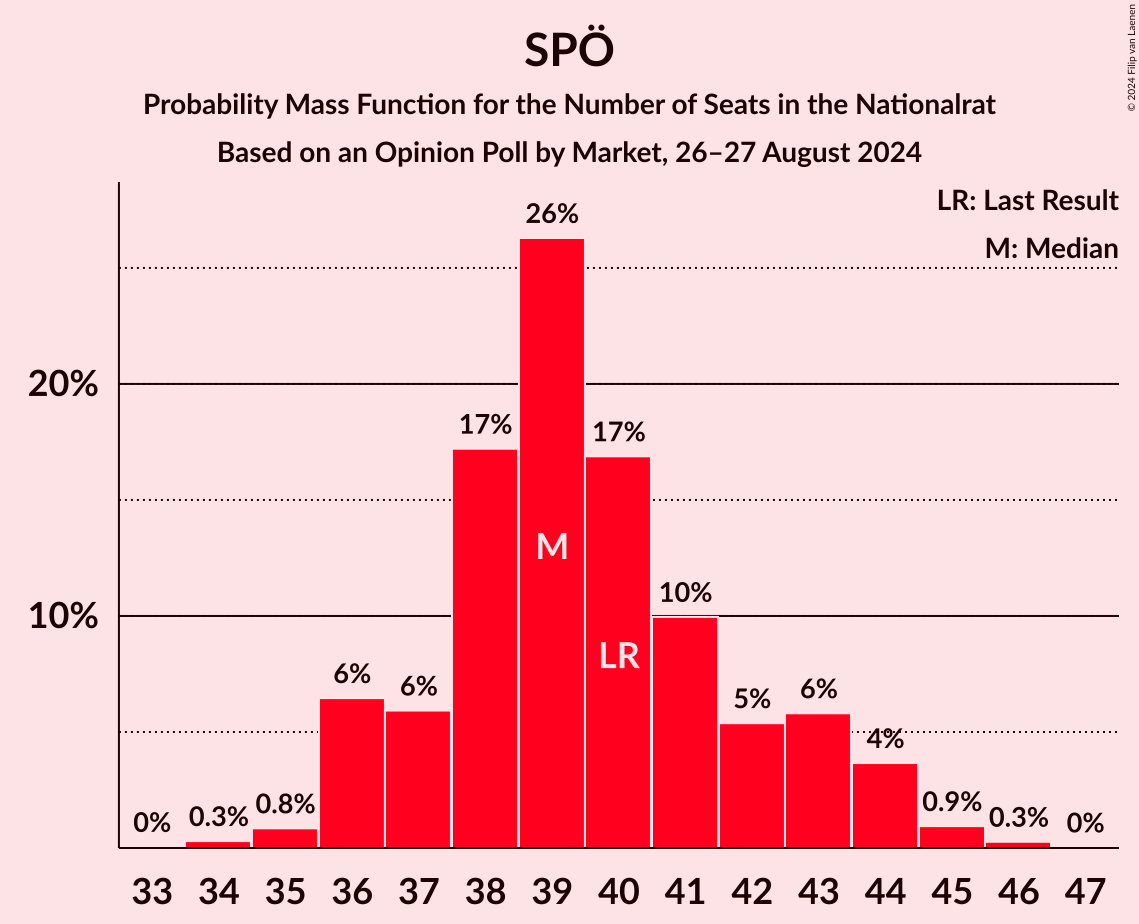 SPÖ
Probability Mass Function for the Number of Seats in the Nationalrat
Based on an Opinion Poll by Market, 26–27 August 2024
© 2024 Filip van Laenen
LR: Last Result
M: Median
20%
10%
0%
0.3%
0.8%
6%
6%
17%
26%
17%
10%
5%
6%
4%
0.9%
0.3%
0%
M
LR
33 34 35 36 37 38 39 40 41 42 43 44 45 46 47